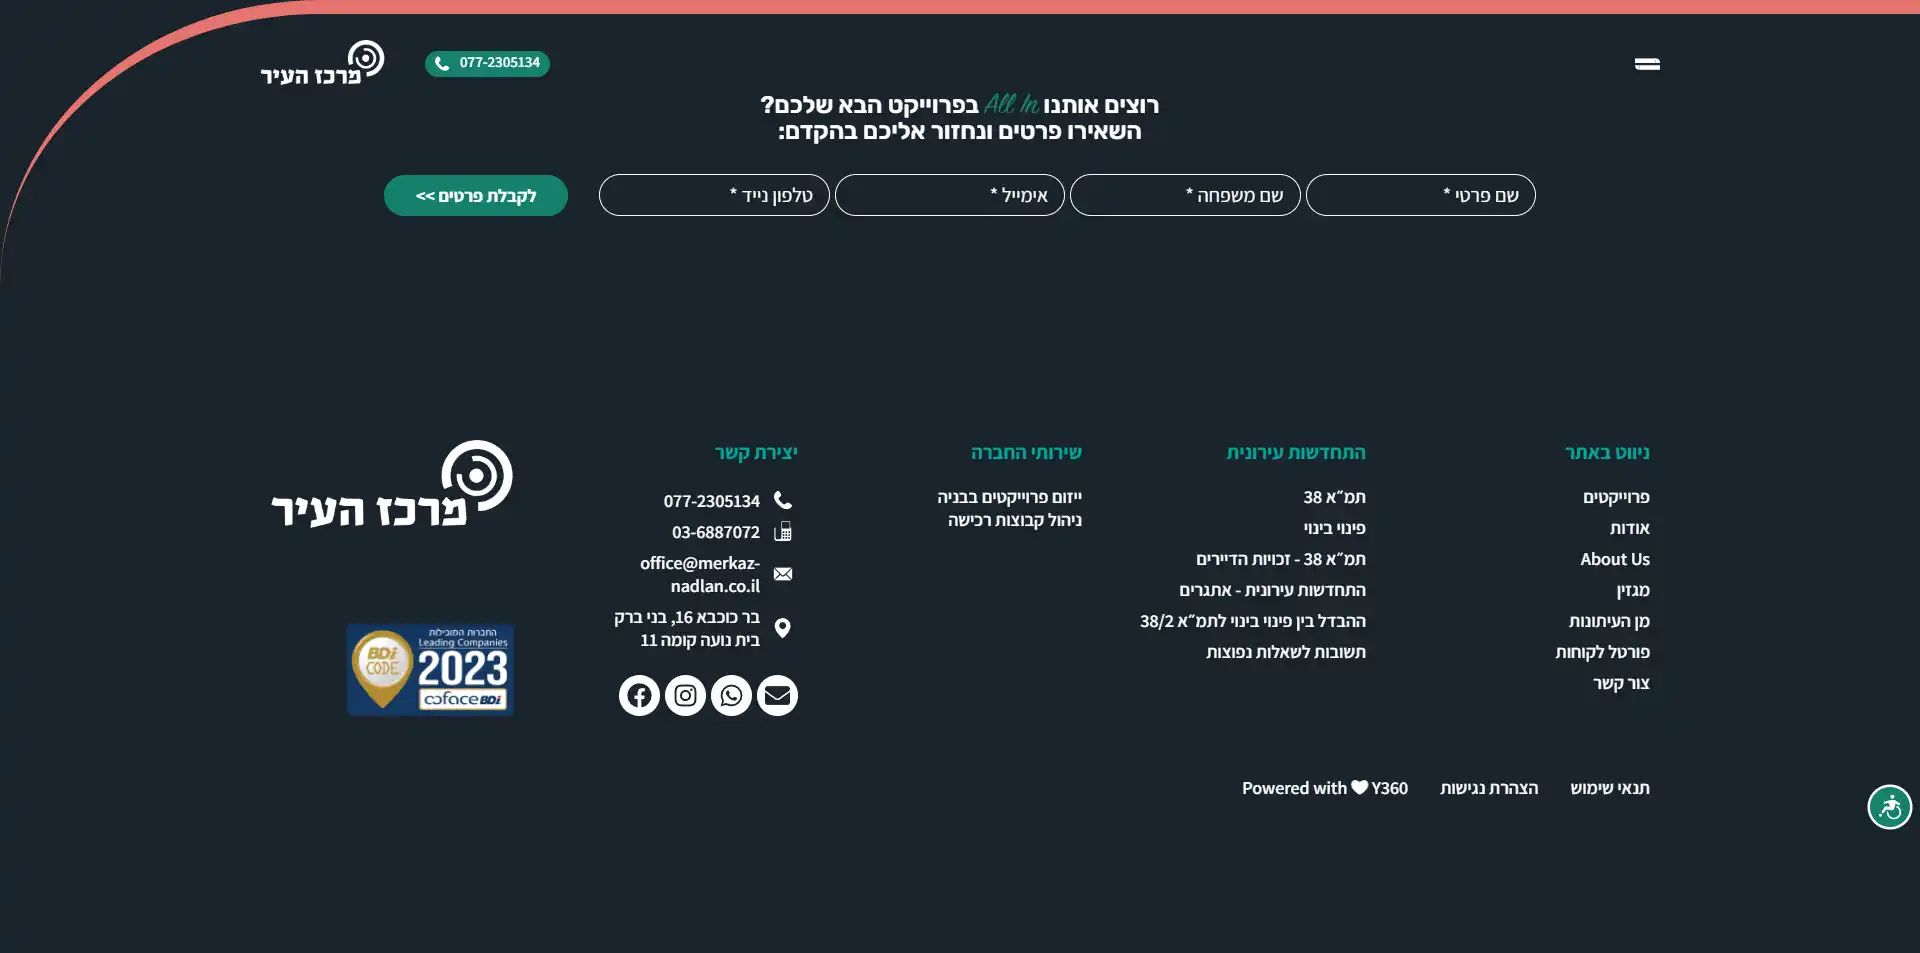 מרכז העיר
077-2305134
רוצים אותנו All In בפרוייקט הבא שלכם?
השאירו פרטים ונחזור אליכם בהקדם:
שם פרטי *
שם משפחה *
אימייל *
טלפון נייד *
לקבלת פרטים >>
ניווט באתר
פרוייקטים
אודות
About Us
מגזין
מן העיתונות
פורטל לקוחות
צור קשר
התחדשות עירונית
תמ״א 38
פינוי בינוי
תמ״א 38 - זכויות הדיירים
התחדשות עירונית - אתגרים
ההבדל בין פינוי בינוי לתמ״א 38/2
תשובות לשאלות נפוצות
שירותי החברה
ייזום פרוייקטים בבניה
ניהול קבוצות רכישה
יצירת קשר
077-2305134
03-6887072
office@merkaz-
nadlan.co.il
בר כוכבא 16, בני ברק
בית נועה קומה 11
מרכז העיר
החברות המובילות
Leading Companies
BDi
CODE
2023
coface BDi
תנאי שימוש
הצהרת נגישות
Powered with Y360